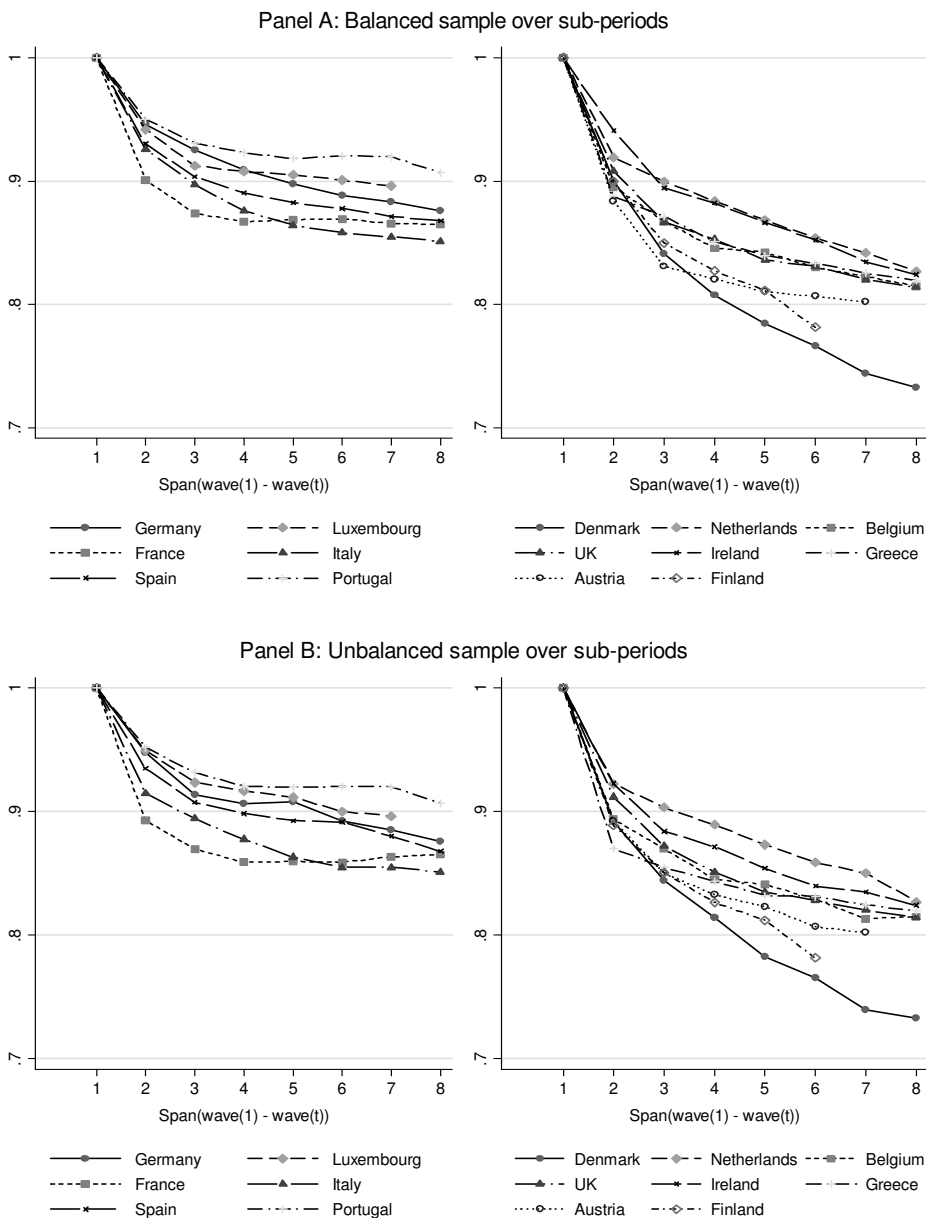 Panel A: Balanced sample over sub-periods
1
.9
.8
.7
1 2 3 4 5 6 7 8
Span(wave(1) - wave(t))
Germany Luxembourg
France Italy
Spain Portugal
1
.9
.8
.7
1 2 3 4 5 6 7 8
Span(wave(1) - wave(t))
Denmark Netherlands Belgium
UK Ireland Greece
Austria Finland
Panel B: Unbalanced sample over sub-periods
1
.9
.8
.7
1 2 3 4 5 6 7 8
Span(wave(1) - wave(t))
Germany Luxembourg
France Italy
Spain Portugal
1
.9
.8
.7
1 2 3 4 5 6 7 8
Span(wave(1) - wave(t))
Denmark Netherlands Belgium
UK Ireland Greece
Austria Finland